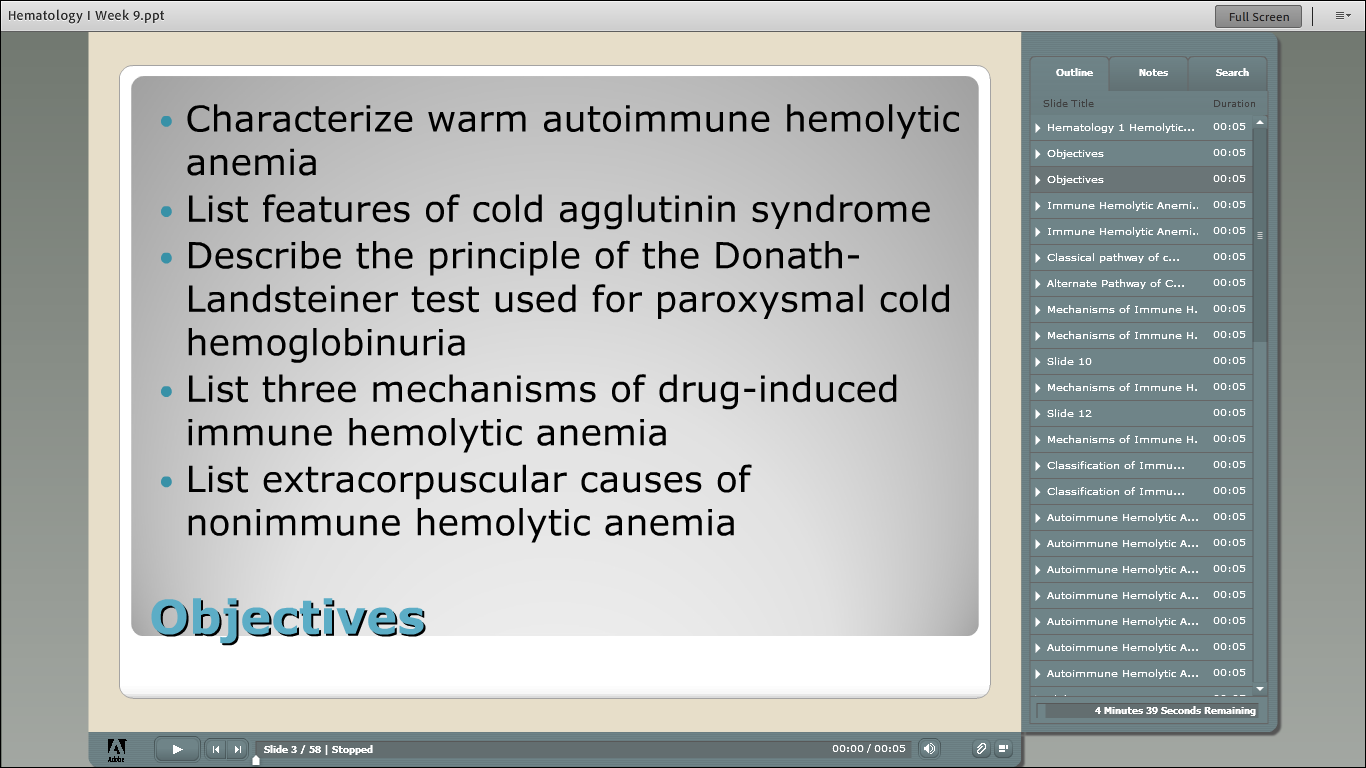 Hematology I Week 9.ppt
Full Screen
Characterize warm autoimmune hemolytic
anemia
List features of cold agglutinin syndrome
Describe the principle of the Donath-
Landsteiner test used for paroxysmal cold
hemoglobinuria
List three mechanisms of drug-induced
immune hemolytic anemia
List extracorpuscular causes of
nonimmune hemolytic anemia
Objectives
Outline Notes Search
Slide Title Duration
Hematology 1 Hemolytic... 00:05
Objectives 00:05
Objectives 00:05
Immune Hemolytic Anemi.. 00:05
Immune Hemolytic Anemi.. 00:05
Classical pathway of c... 00:05
Alternate Pathway of C... 00:05
Mechanisms of Immune H. 00:05
Mechanisms of Immune H. 00:05
Slide 10 00:05
Mechanisms of Immune H. 00:05
Slide 12 00:05
Mechanisms of Immune H. 00:05
Classification of Immu... 00:05
Classification of Immu... 00:05
Autoimmune Hemolytic A... 00:05
Autoimmune Hemolytic A... 00:05
Autoimmune Hemolytic A... 00:05
Autoimmune Hemolytic A... 00:05
Autoimmune Hemolytic A... 00:05
Autoimmune Hemolytic A... 00:05
Autoimmune Hemolytic A... 00:05
4 Minutes 39 Seconds Remaining
Adobe
Slide 3 / 58 | Stopped
00:00 / 00:05